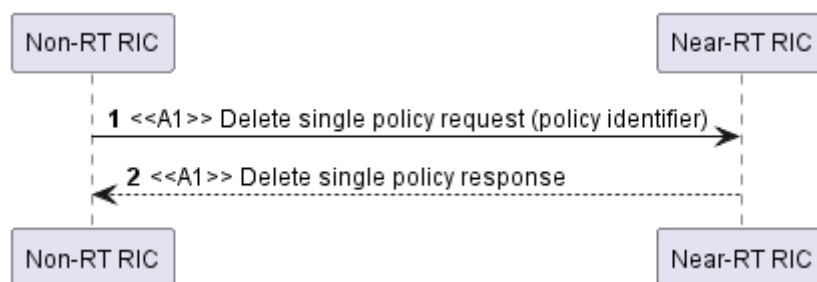 Non-RT RIC
Near-RT RIC
1 <<A1>> Delete single policy request (policy identifier)
2 <<A1>> Delete single policy response
Non-RT RIC
Near-RT RIC